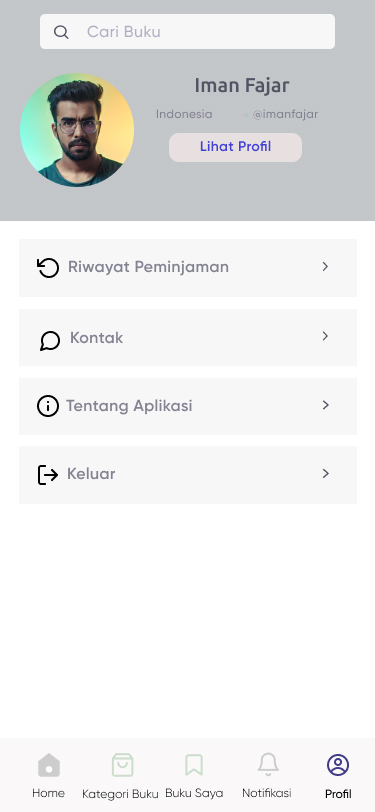 Cari Buku
Iman Fajar
Indonesia @imanfajar
Lihat Profil
Riwayat Peminjaman
Kontak
Tentang Aplikasi
Keluar
Home Kategori Buku Buku Saya Notifikasi Profil